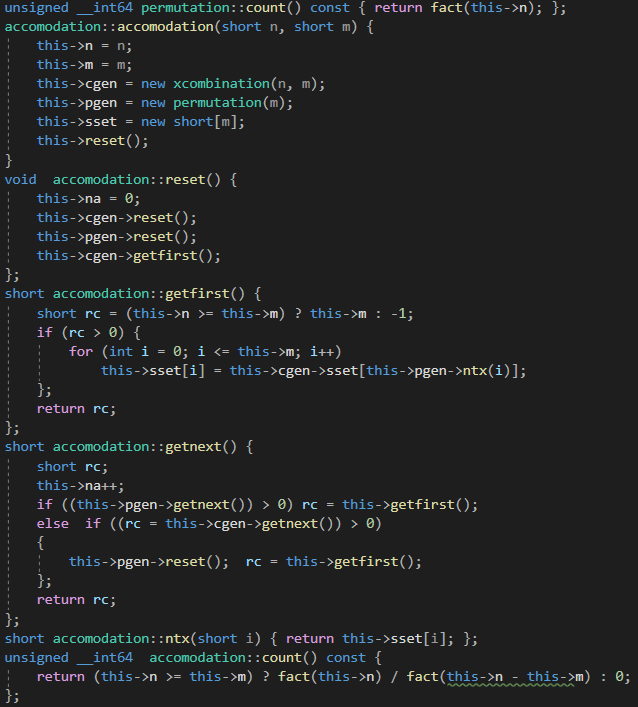 unsigned __int64 permutation::count() const { return fact(this->n); };
accomodation::accomodation(short n, short m) {
this->n = n;
this->m = m;
this->cgen = new xcombination(n, m);
this->pgen = new permutation(m);
this->sset = new short[m];
this->reset();
}
void  accomodation::reset() {
this->na = 0;
this->cgen->reset();
this->pgen->reset();
this->cgen->getfirst();
};
short accomodation::getfirst() {
short rc = (this->n >= this->m) ? this->m : -1;
if (rc > 0) {
for (int i = 0; i <= this->m; i++)
this->sset[i] = this->cgen->sset[this->pgen->ntx(i)];
};
return rc;
};
short accomodation::getnext() {
short rc;
this->na++;
if ((this->pgen->getnext()) > 0) rc = this->getfirst();
else  if ((rc = this->cgen->getnext()) > 0)
{
this->pgen->reset();  rc = this->getfirst();
};
return rc;
};
short accomodation::ntx(short i) { return this->sset[i]; };
unsigned __int64  accomodation::count() const {
return (this->n >= this->m) ? fact(this->n) / fact(this->n - this->m) : 0;
};